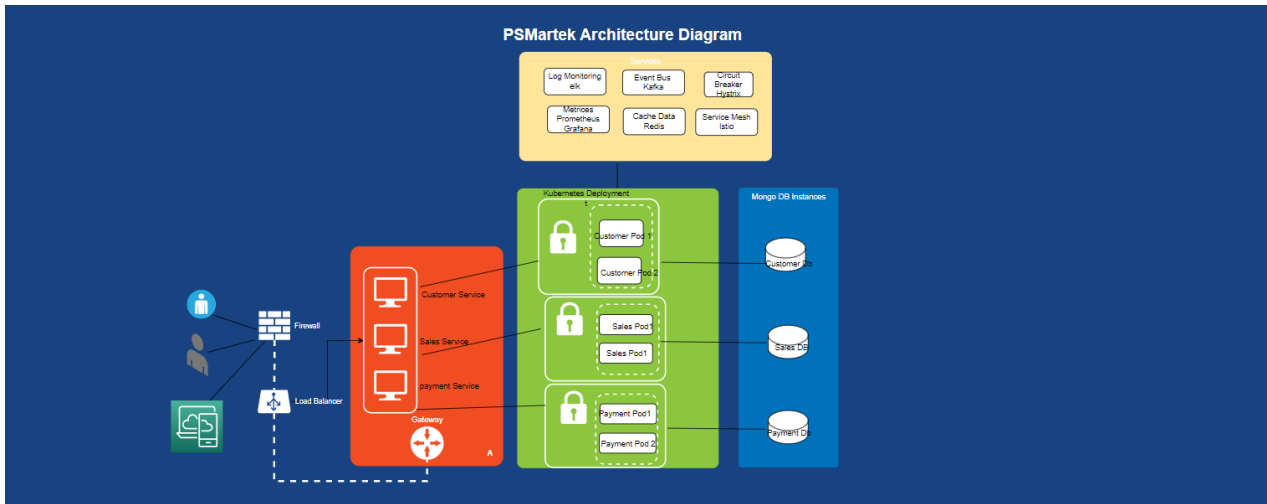 PSMartek Architecture Diagram
Services
Log Monitoring
elk
Event Bus
Kafka
Circuit
Breaker
Hystrix
Metrices
Prometheus
Grafana
Cache Data
Redis
Service Mesh
Istio
Kubernetes Deployment
t
Mongo DB Instances
Customer Pod 1
Customer Pod 2
Customer Db
Customer Service
Firewall
Sales Service
Sales Pod1
Sales Pod1
Sales DB
payment Service
Load Balancer
Gateway
A
Payment Pod1
Payment Pod 2
Payment Db